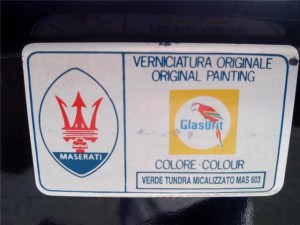 VERNICIATURA ORIGINALE
ORIGINAL PAINTING
Glasurit
MASERATI
COLORE-COLOUR
VERDE TUNDRA MICALIZZATO MAS 603